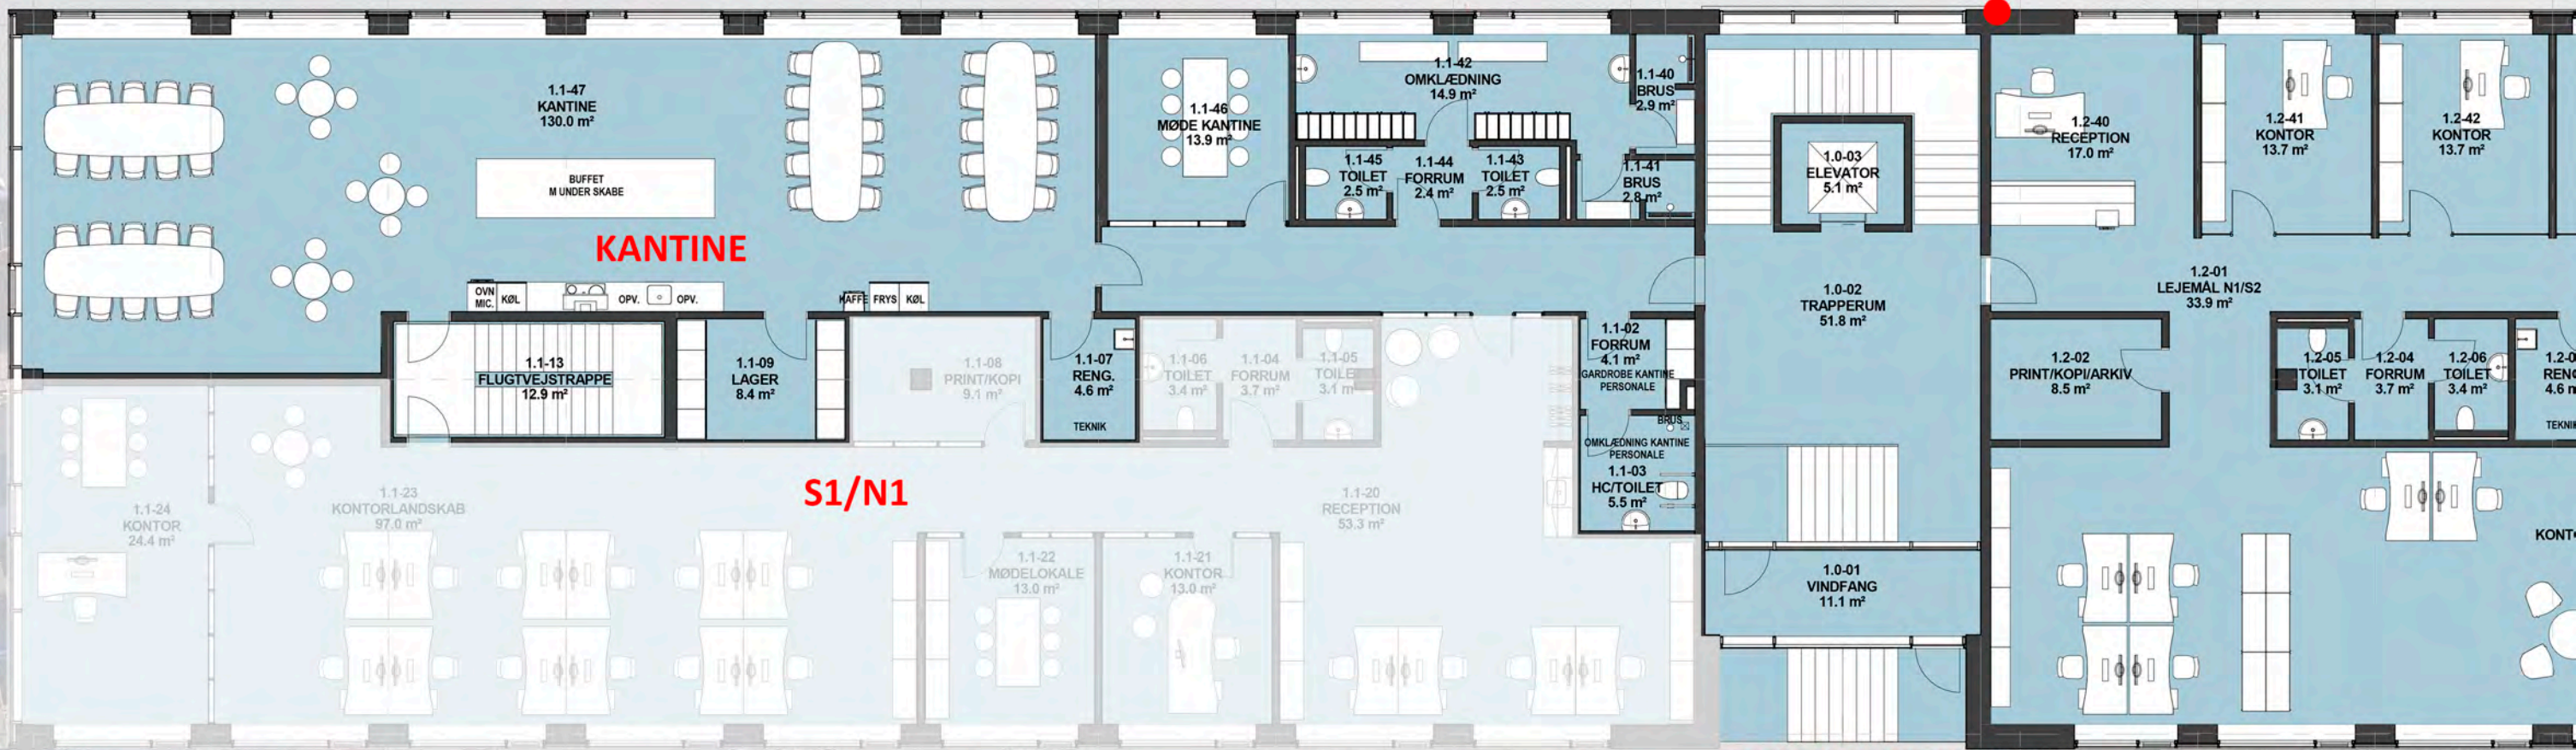 1.1-47
KANTINE
130.0 m²
BUFFET
M UNDER SKABE
KANTINE
OVN
MIC.
KØL
OPV.
OPV.
KAFFE
FRYS
KØL
1.1-46
MØDE KANTINE
13.9 m²
1.1-42
OMKLÆDNING
14.9 m²
1.1-40
BRUS
2.9 m²
1.1-45
TOILET
2.5 m²
1.1-44
FORRUM
2.4 m²
1.1-43
TOILET
2.5 m²
1.1-41
BRUS
2.8 m²
1.0-03
ELEVATOR
5.1 m²
1.2-40
RECEPTION
17.0 m²
1.2-41
KONTOR
13.7 m²
1.2-42
KONTOR
13.7 m²
1.0-02
TRAPPERUM
51.8 m²
1.2-01
LEJEMÅL N1/S2
33.9 m²
1.1-13
FLUGTVEJSTRAPPE
12.9 m²
1.1-09
LAGER
8.4 m²
1.1-08
PRINT/KOPI
9.1 m²
1.1-07
RENG.
4.6 m²
TEKNIK
1.1-06
TOILET
3.4 m²
1.1-04
FORRUM
3.7 m²
1.1-05
TOILE
3.1 m²
1.1-02
FORRUM
4.1 m²
GARDROBE KANTINE
PERSONALE
BRUS
OMKLÆDNING KANTINE
PERSONALE
1.1-03
HC/TOILET
5.5 m²
1.2-02
PRINT/KOPI/ARKIV
8.5 m²
1.2-05
TOILET
3.1 m²
1.2-04
FORRUM
3.7 m²
1.2-06
TOILET
3.4 m²
1.2-0
RENG
4.6 m
TEKNIK
S1/N1
1.1-24
KONTOR
24.4 m²
1.1-23
KONTORLANDSKAB
97.0 m²
1.1-20
RECEPTION
53.3 m²
1.1-22
MØDELOKALE
13.0 m²
1.1-21
KONTOR
13.0 m²
1.0-01
VINDFANG
11.1 m²
KONT